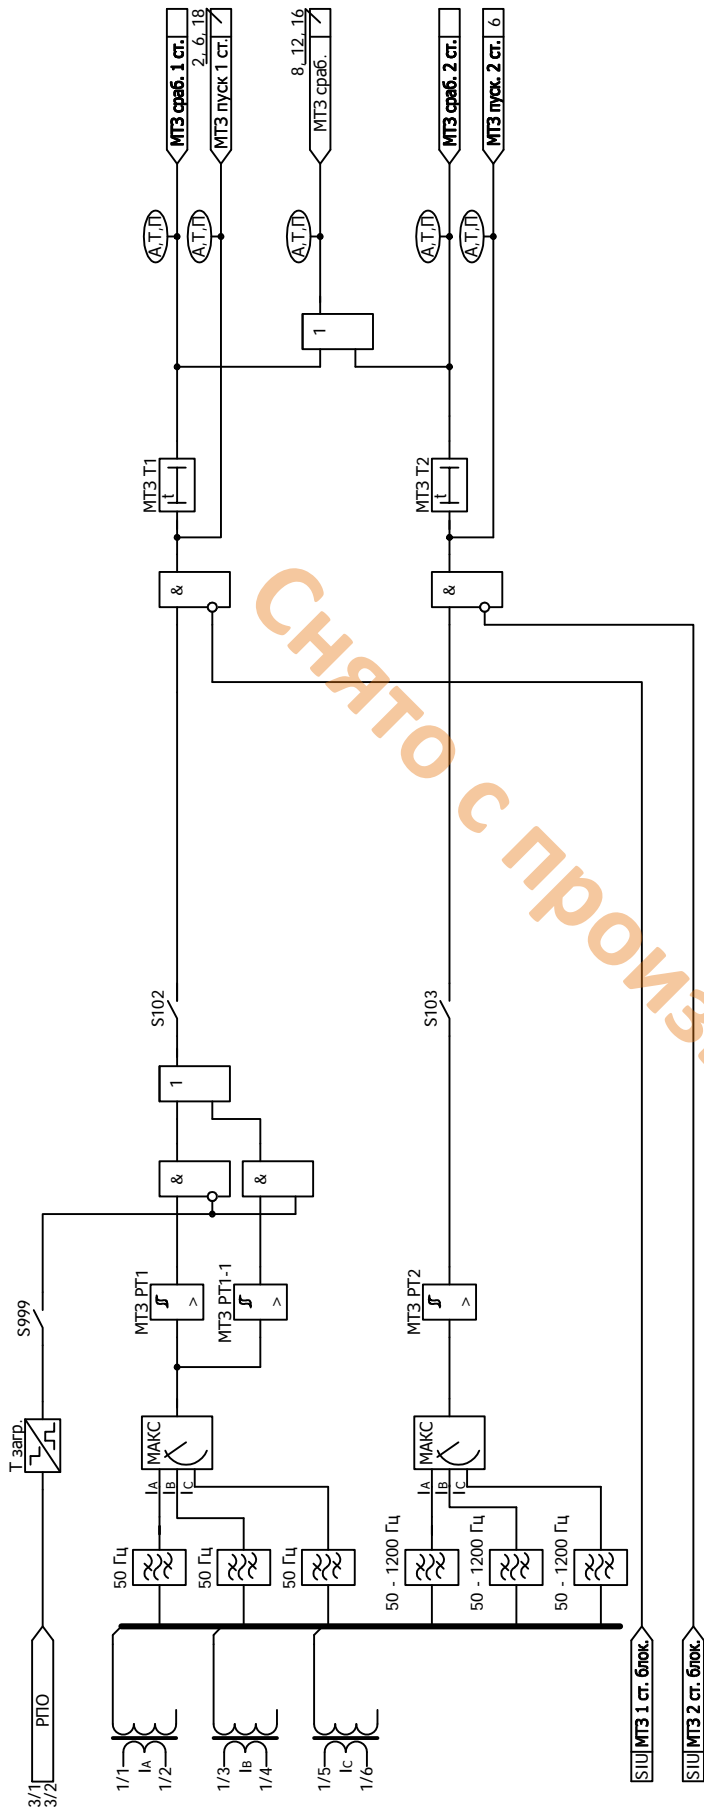 3/1
3/2
РПО
Т загр.
S999
1/1
IA
1/2
1/3
IB
1/4
1/5
IC
1/6
50 Гц
50 Гц
50 Гц
IA
IB
IC
МАКС
МТЗ РТ1
>
МТЗ РТ1-1
>
&
&
1
S102
&
МТЗ Т1
t
А,Т,П
МТЗ сраб. 1 ст.
А,Т,П
МТЗ пуск 1 ст.
2, 6, 18
1
А,Т,П
МТЗ сраб.
8, 12, 16
50 - 1200 Гц
50 - 1200 Гц
50 - 1200 Гц
IA
IB
IC
МАКС
МТЗ РТ2
>
S103
&
МТЗ Т2
t
А,Т,П
МТЗ сраб. 2 ст.
А,Т,П
МТЗ пуск. 2 ст. 6
SIU МТЗ 1 ст. блок.
SIU МТЗ 2 ст. блок.
Снято с произ